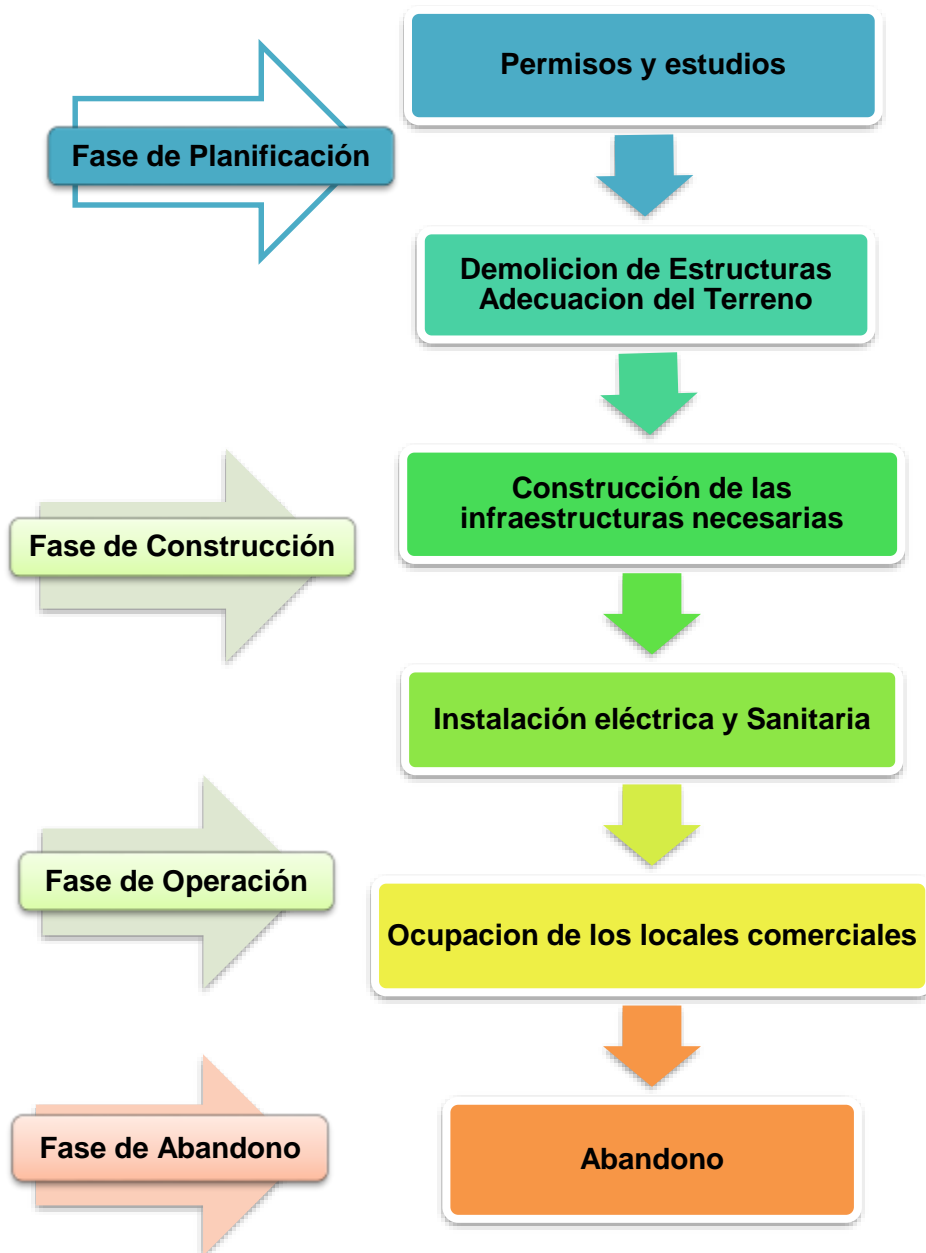 Permisos y estudios
Fase de Planificación
Demolicion de Estructuras
Adecuacion del Terreno
Construcción de las
infraestructuras necesarias
Fase de Construcción
Instalación eléctrica y Sanitaria
Fase de Operación
Ocupacion de los locales comerciales
Fase de Abandono
Abandono